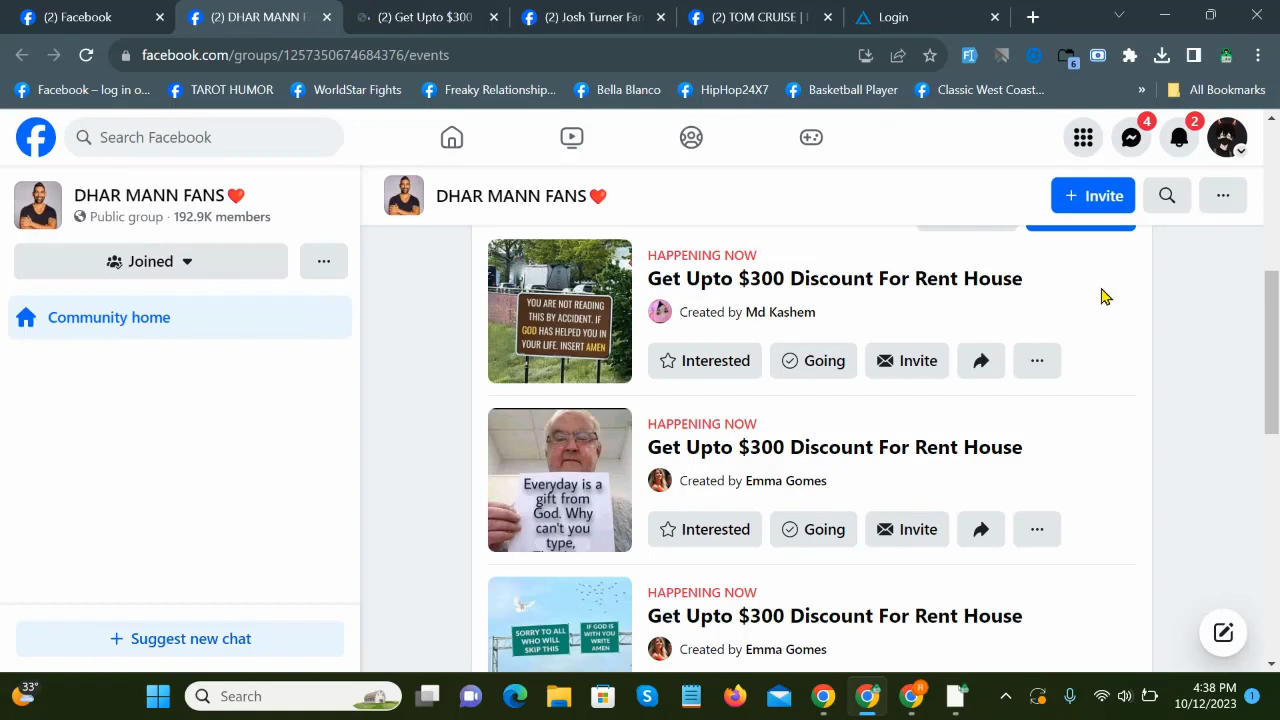 (2) Facebook
(2) DHAR MANN F
(2) Get Upto $300
(2) Josh Turner Fan
(2) TOM CRUISE |
Login
facebook.com/groups/1257350674684376/events
6
Facebook – log in o...
TAROT HUMOR
WorldStar Fights
Freaky Relationship...
Bella Blanco
HipHop24X7
Basketball Player
Classic West Coast...
»
All Bookmarks
Search Facebook
4
2
DHAR MANN FANS❤️
Public group · 192.9K members
Joined
Community home
Suggest new chat
DHAR MANN FANS❤️
+ Invite
HAPPENING NOW
Get Upto $300 Discount For Rent House
Created by Md Kashem
Interested
Going
Invite
YOU ARE NOT READING
THIS BY ACCIDENT. IF
GOD HAS HELPED YOU IN
YOUR LIFE. INSERT AMEN
HAPPENING NOW
Get Upto $300 Discount For Rent House
Created by Emma Gomes
Interested
Going
Invite
Everyday is a
gift from
God. Why
can't you
type,
HAPPENING NOW
Get Upto $300 Discount For Rent House
Created by Emma Gomes
SORRY TO ALL
WHO WILL
SKIP THIS
IF GOD IS
WITH YOU
WRITE
AMEN
33°
Search
4:38 PM
10/12/2023
1